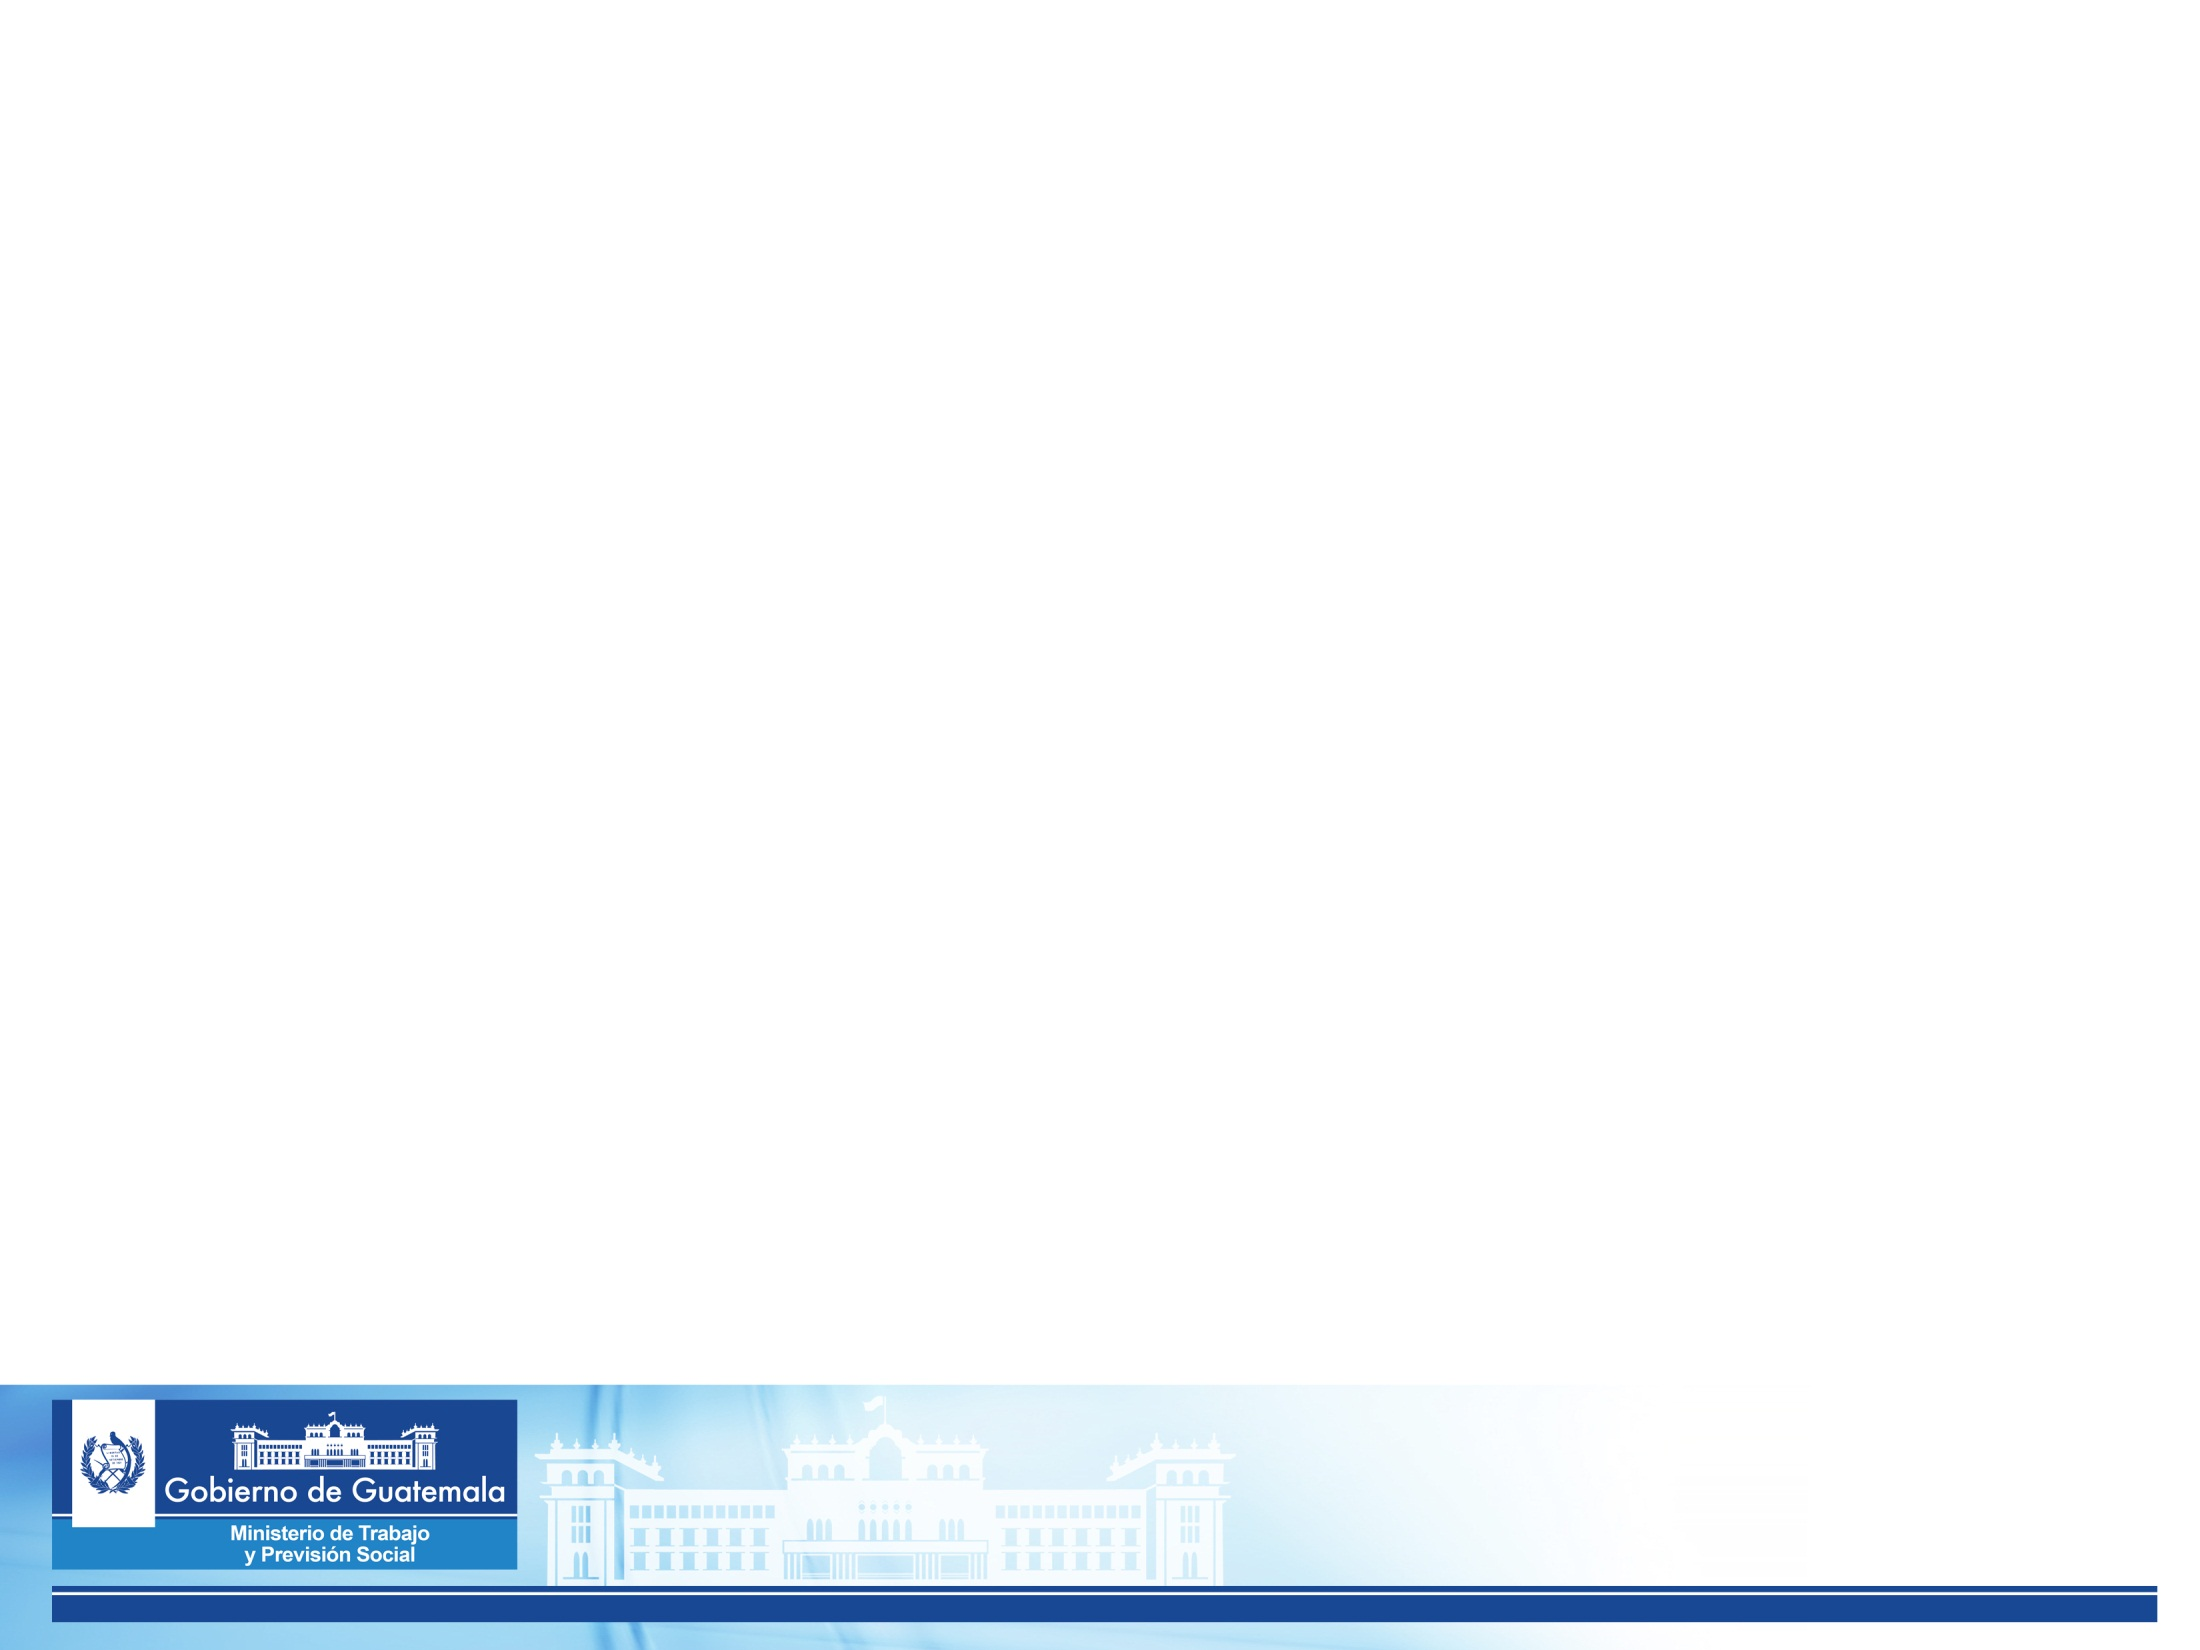 Gobierno de Guatemala
Ministerio de Trabajo
y Previsión Social